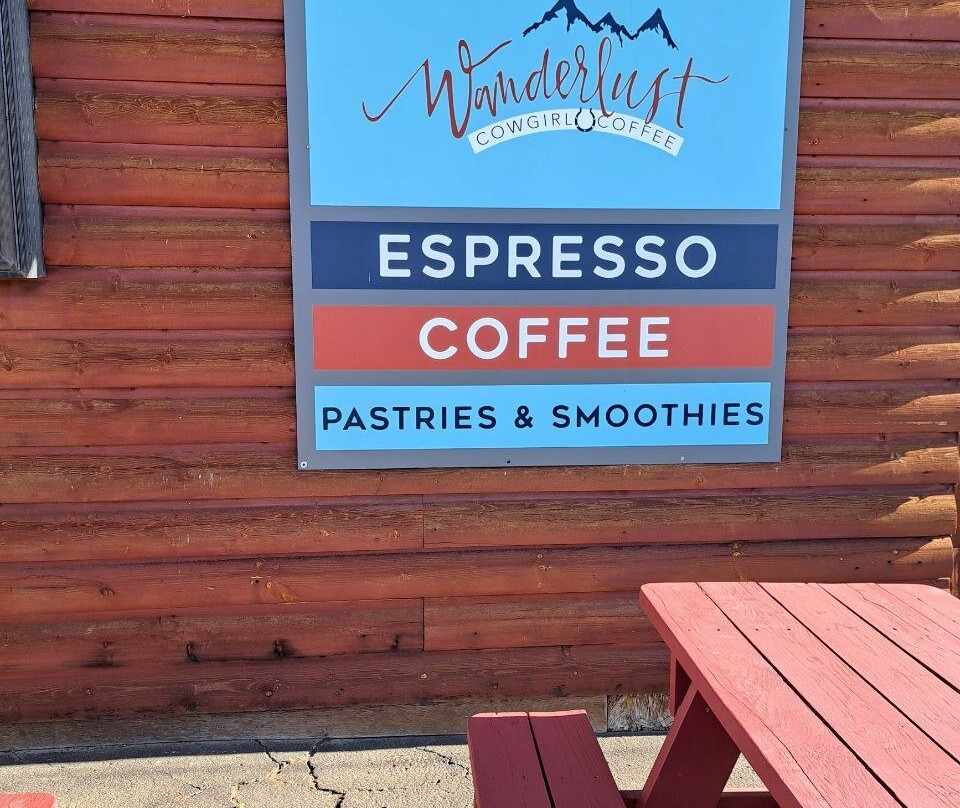 Wanderlust
COWGIRL COFFEE
ESPRESSO
COFFEE
PASTRIES & SMOOTHIES